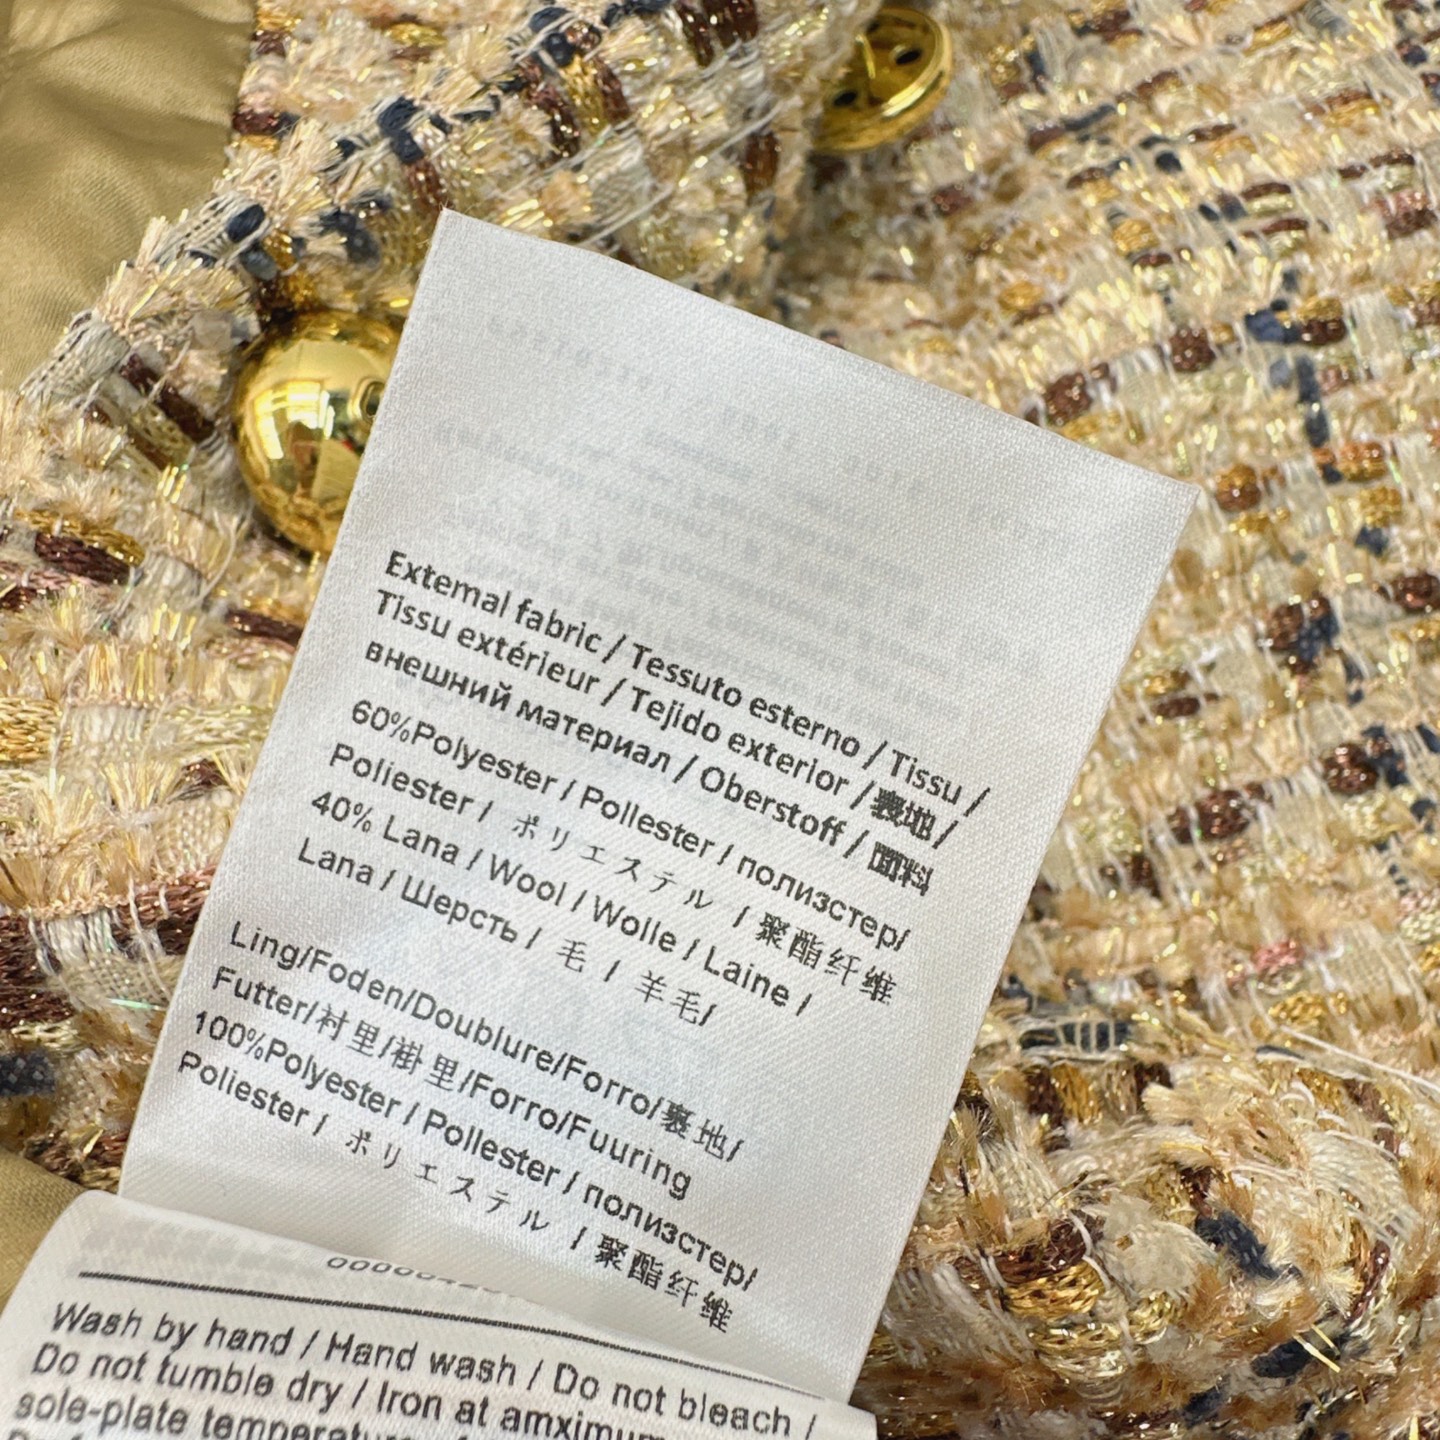 Extemal fabric / Tessuto esterno / Tissu /
Tissu extérieur / Tejido exterior / 裏地 /
внешний материал / Oberstoff / 面料
60%Polyester / Pollester / полизстер/
Poliester / ポリエステル / 聚酯纤维
40% Lana / Wool / Wolle / Laine /
Lana / Шерсть / 毛 / 羊毛/
Ling/Foden/Doublure/Forro/裏地/
Futter/衬里/褂里/Forro/Fuuring
100%Polyester / Pollester / полизстер/
Poliester / ポリエステル / 聚酯纤维
Wash by hand / Hand wash / Do not bleach /
Do not tumble dry / Iron at amximum
sole-plate temperature